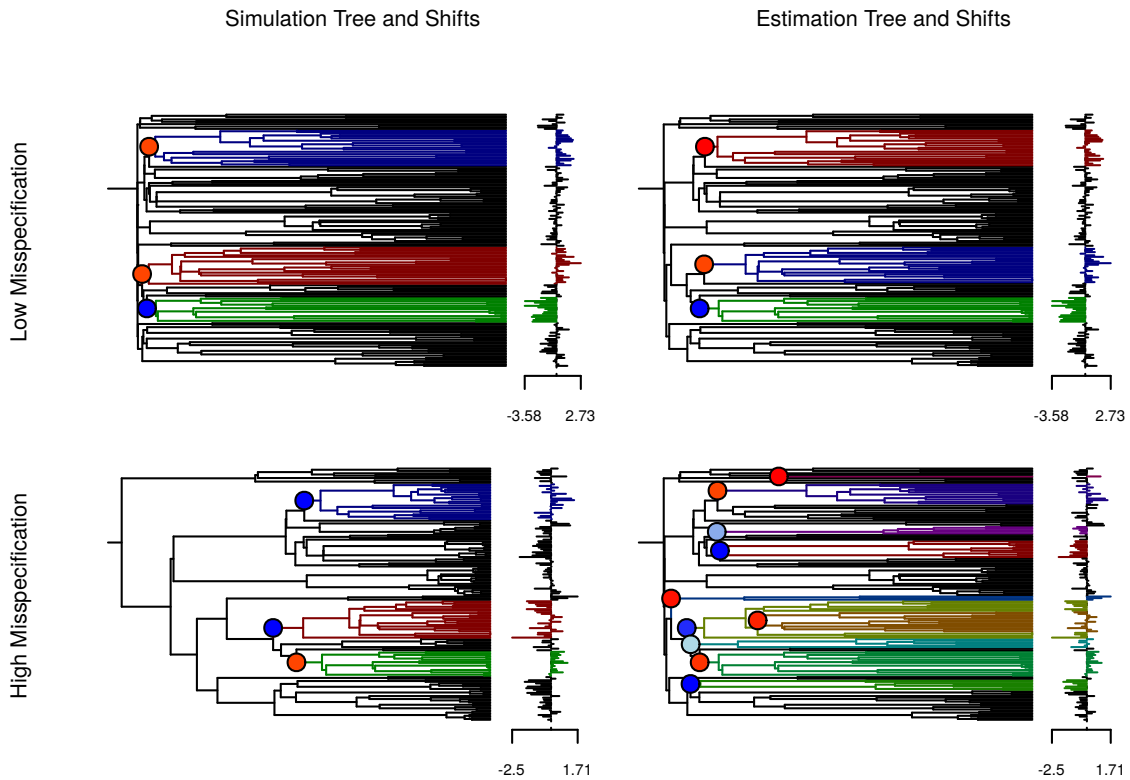 Simulation Tree and Shifts
Estimation Tree and Shifts
Low Misspecification
-3.58 2.73
-3.58 2.73
High Misspecification
-2.5 1.71
-2.5 1.71